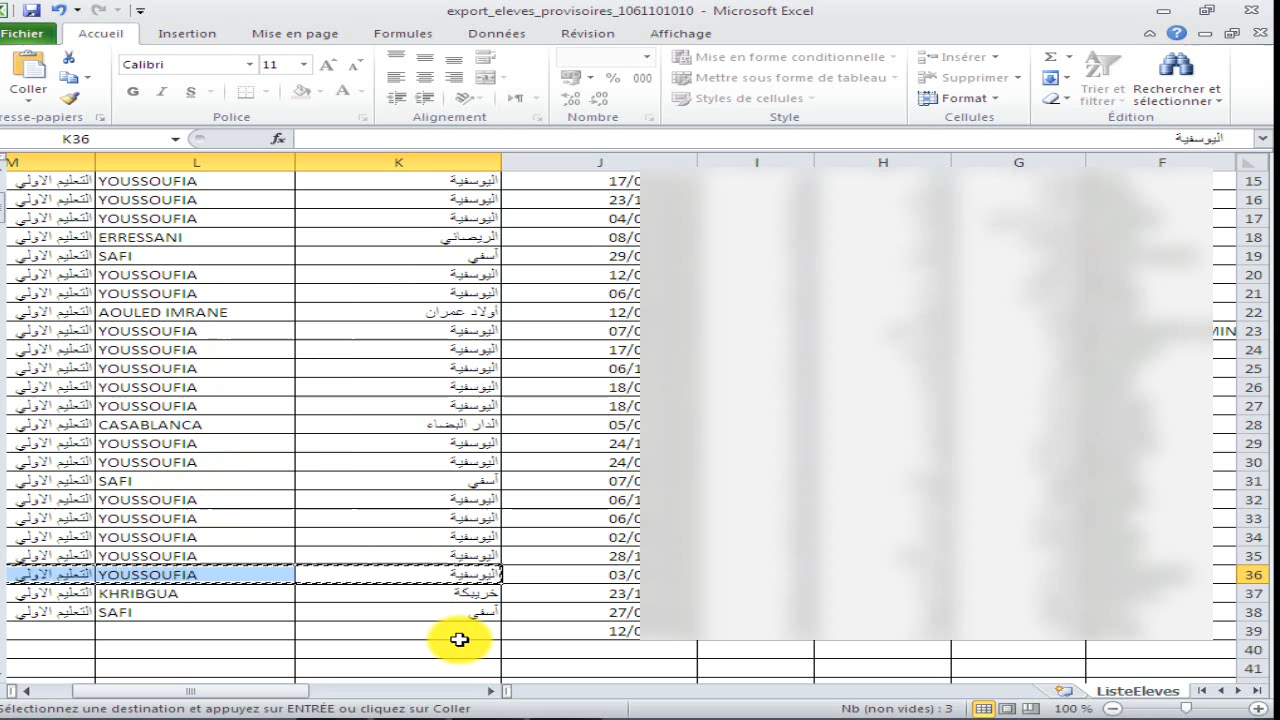 export_eleves_provisoires_1061101010 - Microsoft Excel
Fichier Accueil Insertion Mise en page Formules Données Révision Affichage
Coller
Calibri 11
G I S
% 000
Mise en forme conditionnelle
Mettre sous forme de tableau
Styles de cellules
Insérer
Supprimer
Format
Trier et filtrer
Rechercher et sélectionner
resse-papiers Police Alignement Nombre Style Cellules Édition
K36 fx اليوسفية
M L K J I H G F
التعليم الاولي YOUSSOUFIA اليوسفية 17/0 15
التعليم الاولي YOUSSOUFIA اليوسفية 23/1 16
التعليم الاولي YOUSSOUFIA اليوسفية 04/0 17
التعليم الاولي ERRESSANI الريصاني 08/0 18
التعليم الاولي SAFI آسفي 29/0 19
التعليم الاولي YOUSSOUFIA اليوسفية 12/0 20
التعليم الاولي YOUSSOUFIA اليوسفية 06/0 21
التعليم الاولي AOULED IMRANE أولاد عمران 12/0 22
التعليم الاولي YOUSSOUFIA اليوسفية 07/0 MIN 23
التعليم الاولي YOUSSOUFIA اليوسفية 17/0 24
التعليم الاولي YOUSSOUFIA اليوسفية 06/1 25
التعليم الاولي YOUSSOUFIA اليوسفية 18/0 26
التعليم الاولي YOUSSOUFIA اليوسفية 18/0 27
التعليم الاولي CASABLANCA الدار البضاء 05/0 28
التعليم الاولي YOUSSOUFIA اليوسفية 24/1 29
التعليم الاولي YOUSSOUFIA اليوسفية 24/0 30
التعليم الاولي SAFI آسفي 07/0 31
التعليم الاولي YOUSSOUFIA اليوسفية 06/1 32
التعليم الاولي YOUSSOUFIA اليوسفية 06/0 33
التعليم الاولي YOUSSOUFIA اليوسفية 02/0 34
التعليم الاولي YOUSSOUFIA اليوسفية 28/1 35
التعليم الاولي YOUSSOUFIA اليوسفية 03/0 36
التعليم الاولي KHRIBGUA خريبكة 23/1 37
التعليم الاولي SAFI آسفي 27/0 38
12/0 39
40
41
ListeEleves
Sélectionnez une destination et appuyez sur ENTRÉE ou cliquez sur Coller Nb (non vides) : 3 100 %